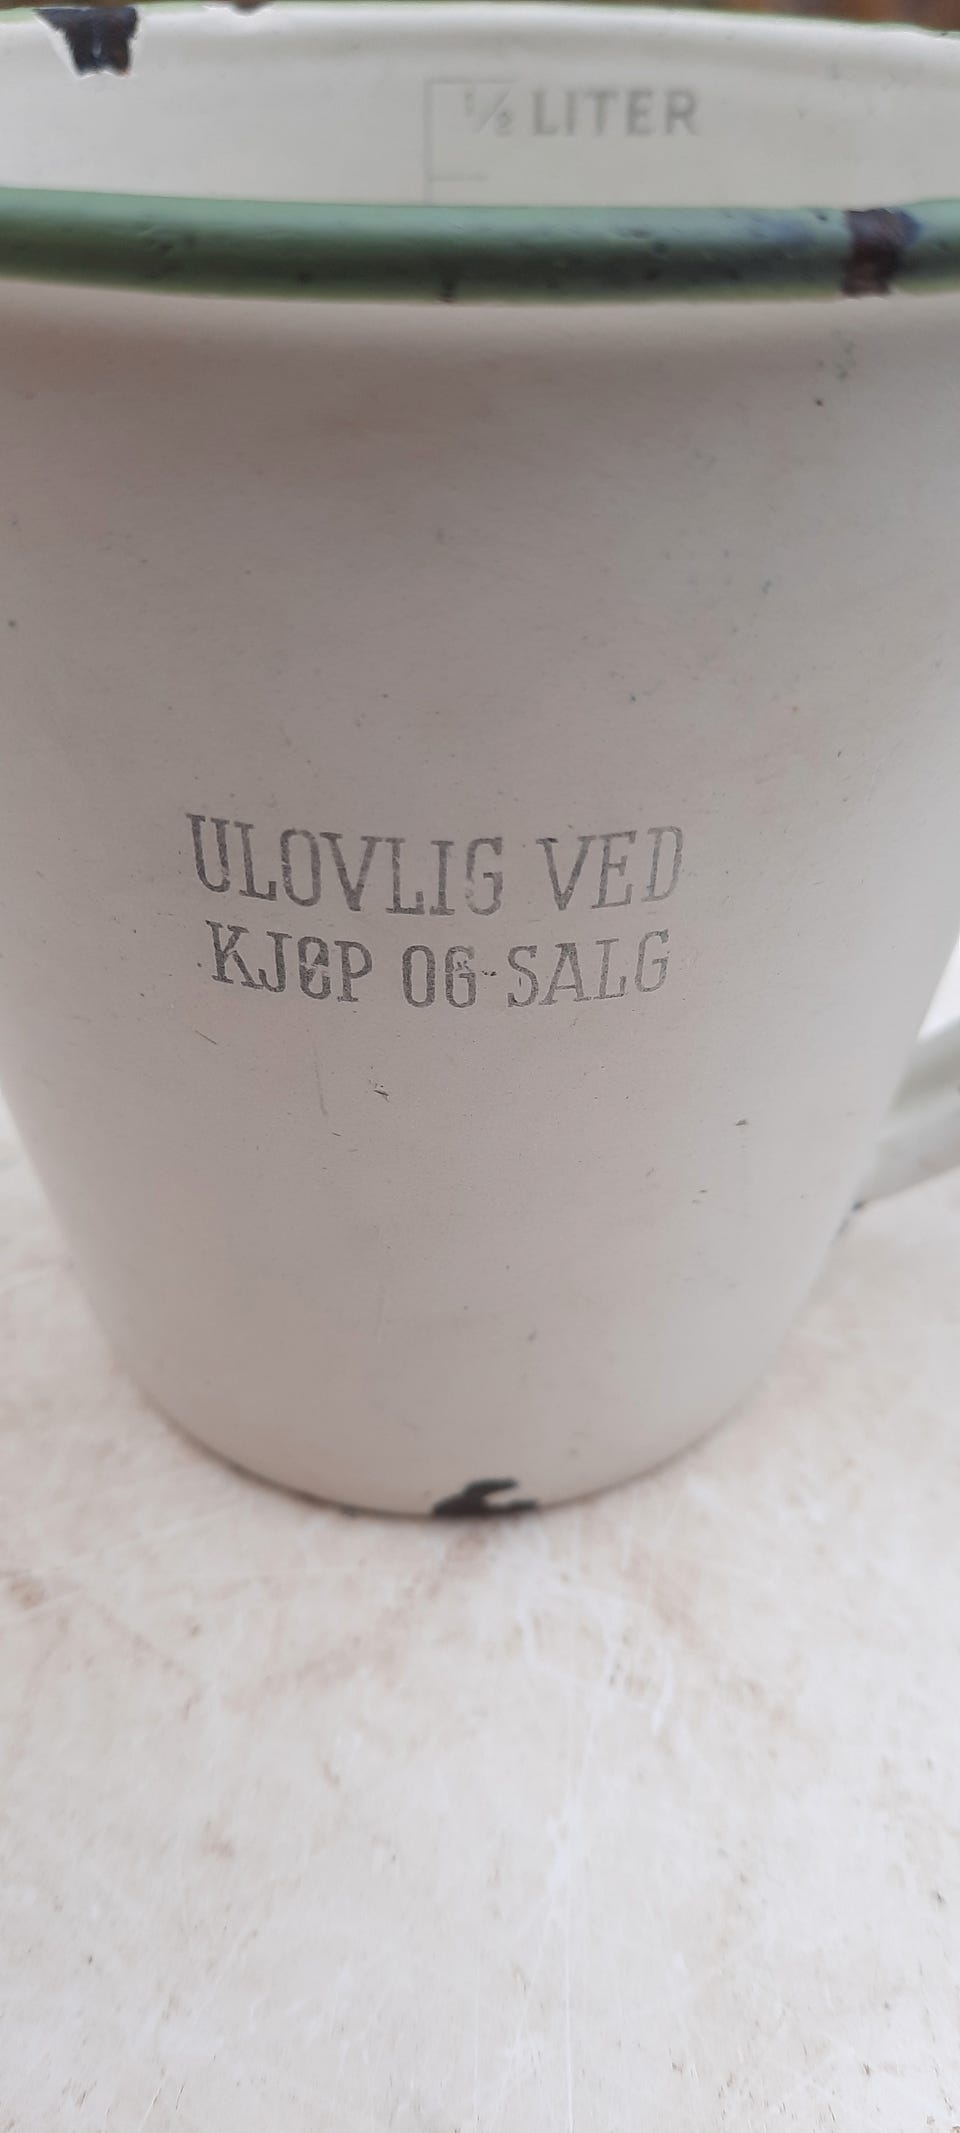 1/2 LITER
ULOVLIG VED
KJØP OG SALG